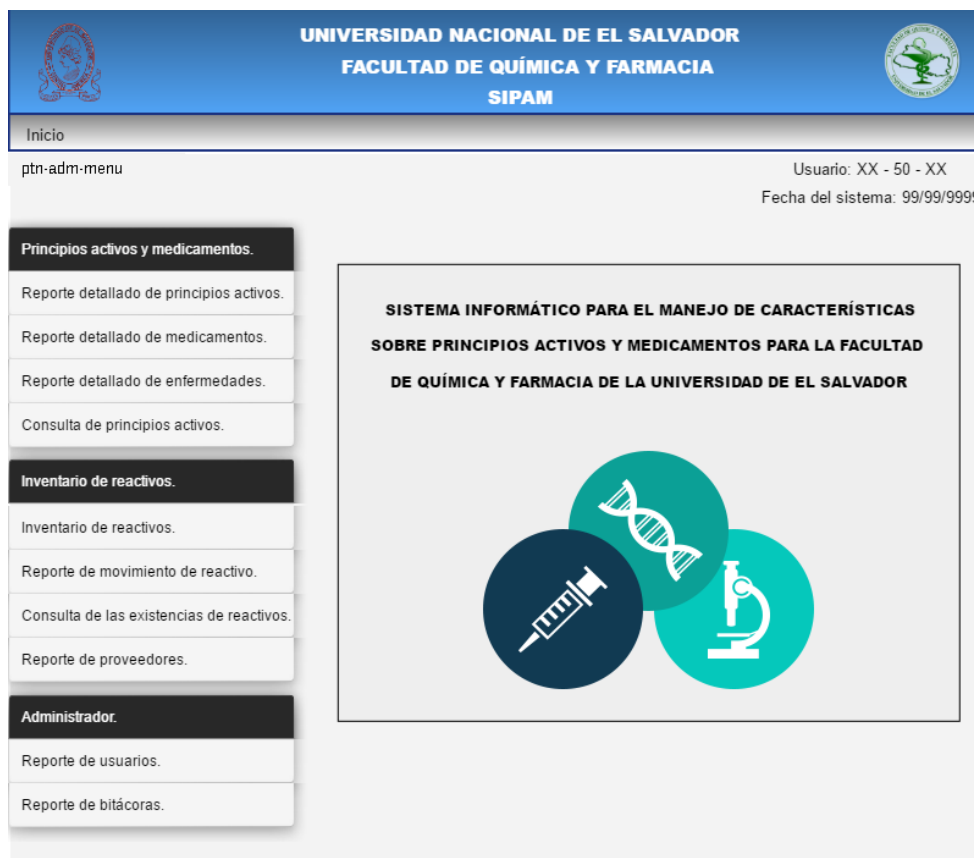 UNIVERSIDAD NACIONAL DE EL SALVADOR
FACULTAD DE QUÍMICA Y FARMACIA
SIPAM
Inicio
ptn-adm-menu
Usuario: XX - 50 - XX
Fecha del sistema: 99/99/9999
Principios activos y medicamentos.
Reporte detallado de principios activos.
Reporte detallado de medicamentos.
Reporte detallado de enfermedades.
Consulta de principios activos.
Inventario de reactivos.
Inventario de reactivos.
Reporte de movimiento de reactivo.
Consulta de las existencias de reactivos.
Reporte de proveedores.
Administrador.
Reporte de usuarios.
Reporte de bitácoras.
SISTEMA INFORMÁTICO PARA EL MANEJO DE CARACTERÍSTICAS
SOBRE PRINCIPIOS ACTIVOS Y MEDICAMENTOS PARA LA FACULTAD
DE QUÍMICA Y FARMACIA DE LA UNIVERSIDAD DE EL SALVADOR